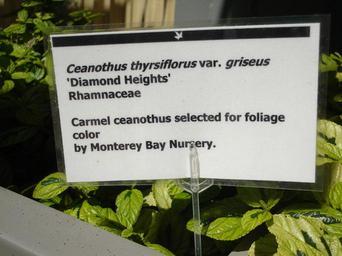 Ceanothus thyrsiflorus var. griseus
'Diamond Heights'
Rhamnaceae
Carmel ceanothus selected for foliage
color
by Monterey Bay Nursery.